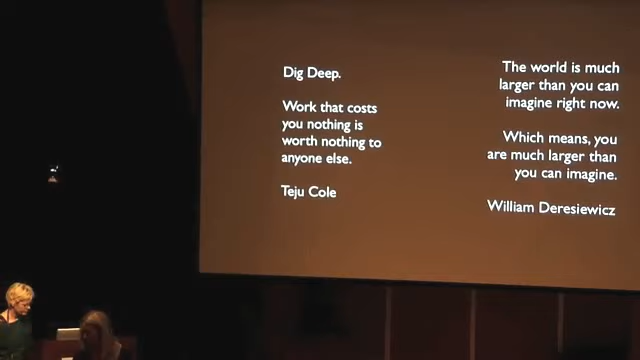 Dig Deep.
Work that costs
you nothing is
worth nothing to
anyone else.
Teju Cole
The world is much
larger than you can
imagine right now.
Which means, you
are much larger than
you can imagine.
William Deresiewicz